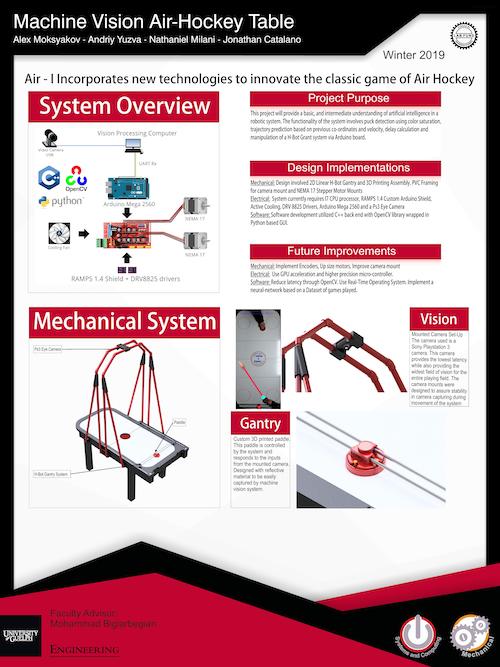 Machine Vision Air-Hockey Table
Alex Moksyakov - Andriy Yuzva - Nathaniel Milani - Jonathan Catalano
Winter 2019
Air - I Incorporates new technologies to innovate the classic game of Air Hockey
System Overview
Vision Processing Computer
Video Camera
USB
UART Rx
C++
OpenCV
python
Arduino Mega 2560
NEMA 17
Cooling Fan
NEMA 17
RAMPS 1.4 Shield + DRV8825 drivers
Project Purpose
This project will provide a basic, and intermediate understanding of artificial intelligence in a
robotic system. The functionality of the system involves puck detection using color saturation,
trajectory prediction based on previous co-ordinates and velocity, delay calculation and
manipulation of a H-Bot Grant system via Arduino board.
Design Implementations
Mechanical: Design involved 2D Linear H-Bot Gantry and 3D Printing Assembly. PVC Framing
for camera mount and NEMA 17 Stepper Motor Mounts
Electrical: System currently requires I7 CPU processor, RAMPS 1.4 Custom Arduino Shield,
Active Cooling, DRV 8825 Drivers, Arduino Mega 2560 and a Ps3 Eye Camera
Software: Software development utilized C++ back end with OpenCV library wrapped in
Python based GUI.
Future Improvements
Mechanical: Implement Encoders, Up size motors, Improve camera mount
Electrical: Use GPU acceleration and higher precision micro-controller.
Software: Reduce latency through OpenCV. Use Real-Time Operating System. Implement a
neural-network based on a Dataset of games played.
Mechanical System
Ps3 Eye Camera
Paddle
H-Bot Gantry System
Vision
Mounted Camera Set-Up
The camera used is a
Sony Playstation 3
camera. This camera
provides the lowest latency
while also providing the
widest field of vision for the
entire playing field. The
camera mounts were
designed to assure stability
in camera capturing during
movement of the system
Gantry
Custom 3D printed paddle.
This paddle is controlled
by the system and
responds to the inputs
from the mounted camera.
Designed with reflective
material to be easily
captured by machine
vision system.
Faculty Advisor:
Mohammad Biglarbegian
UNIVERSITY
OF GUELPH
ENGINEERING
Systems and Computing
Mechanical